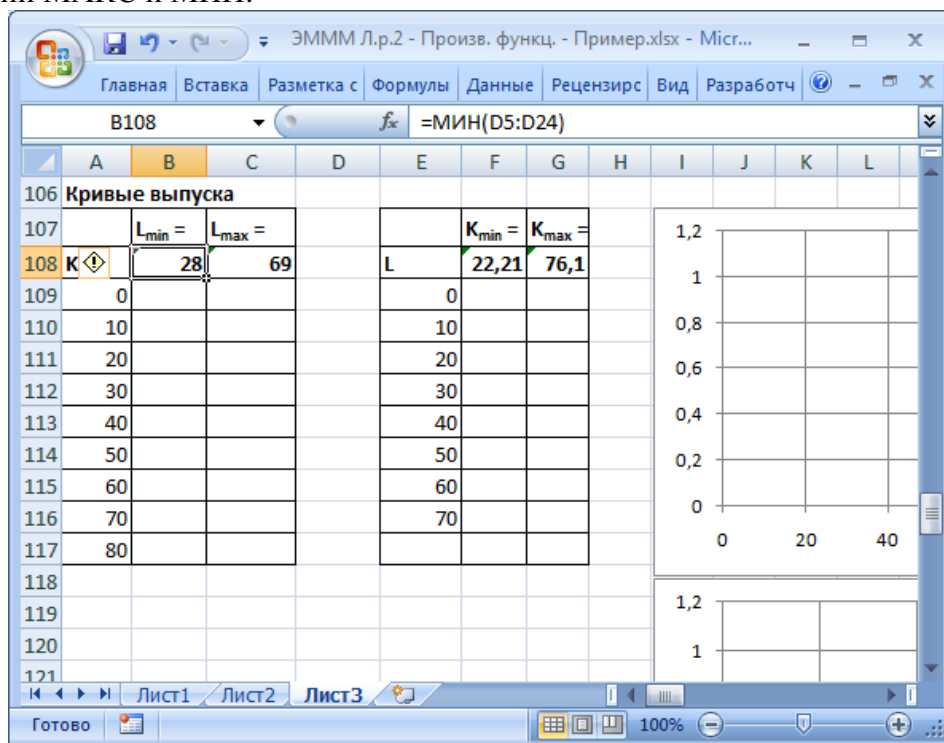 ЭМММ Л.р.2 - Произв. функц. - Пример.xlsx - Micr...
Главная Вставка Разметка с Формулы Данные Рецензирс Вид Разработч
B108 fx =МИН(D5:D24)
A B C D E F G H I J K L
106 Кривые выпуска
107 Lmin = Lmax = Kmin = Kmax = 1,2
108 K 28 69 L 22,21 76,1 1
109 0 0
110 10 10 0,8
111 20 20 0,6
112 30 30
113 40 40 0,4
114 50 50 0,2
115 60 60
116 70 70 0
117 80 0 20 40
118
119 1,2
120 1
121
Лист1 Лист2 Лист3
Готово 100%